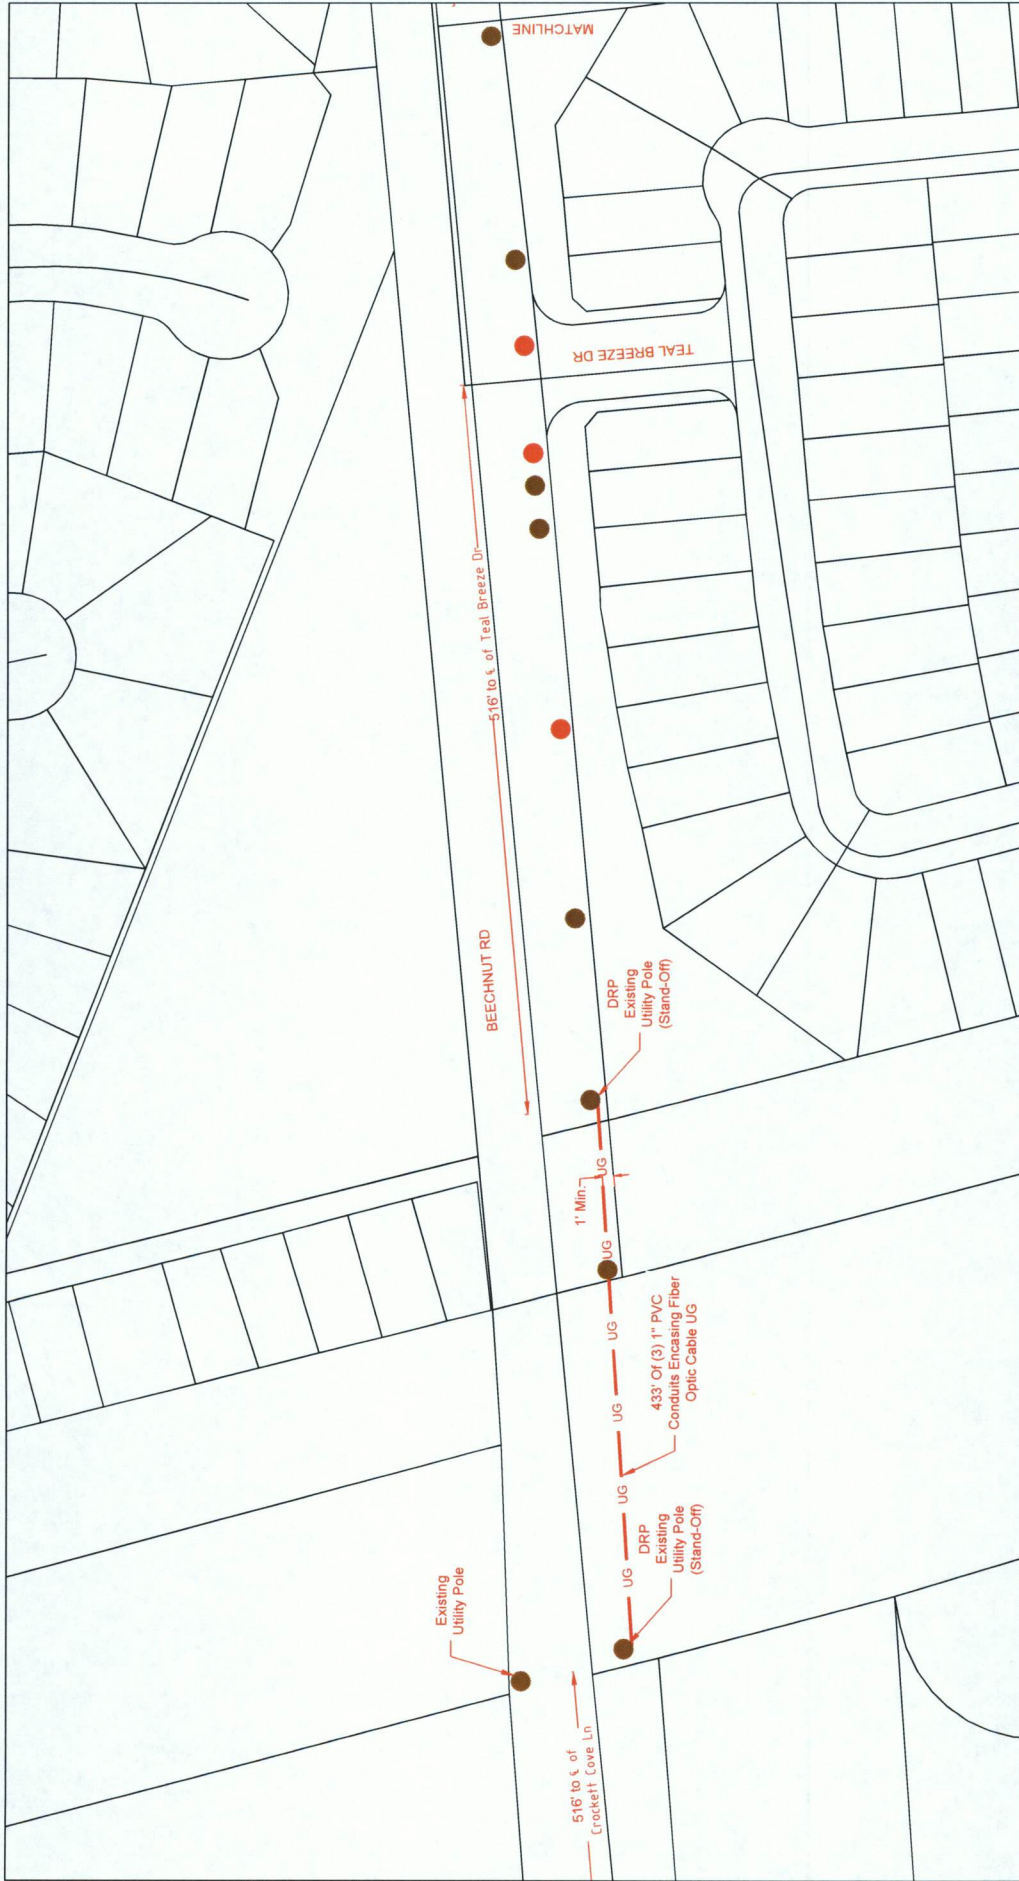 MATCHLINE
TEAL BREEZE DR
516' to ℄ of Teal Breeze Dr
BEECHNUT RD
DRP
Existing
Utility Pole
(Stand-Off)
1' Min.
UG
UG
UG
UG
UG
UG
433' Of (3) 1" PVC
Conduits Encasing Fiber
Optic Cable UG
DRP
Existing
Utility Pole
(Stand-Off)
Existing
Utility Pole
516' to ℄ of
Crockett Cove Ln